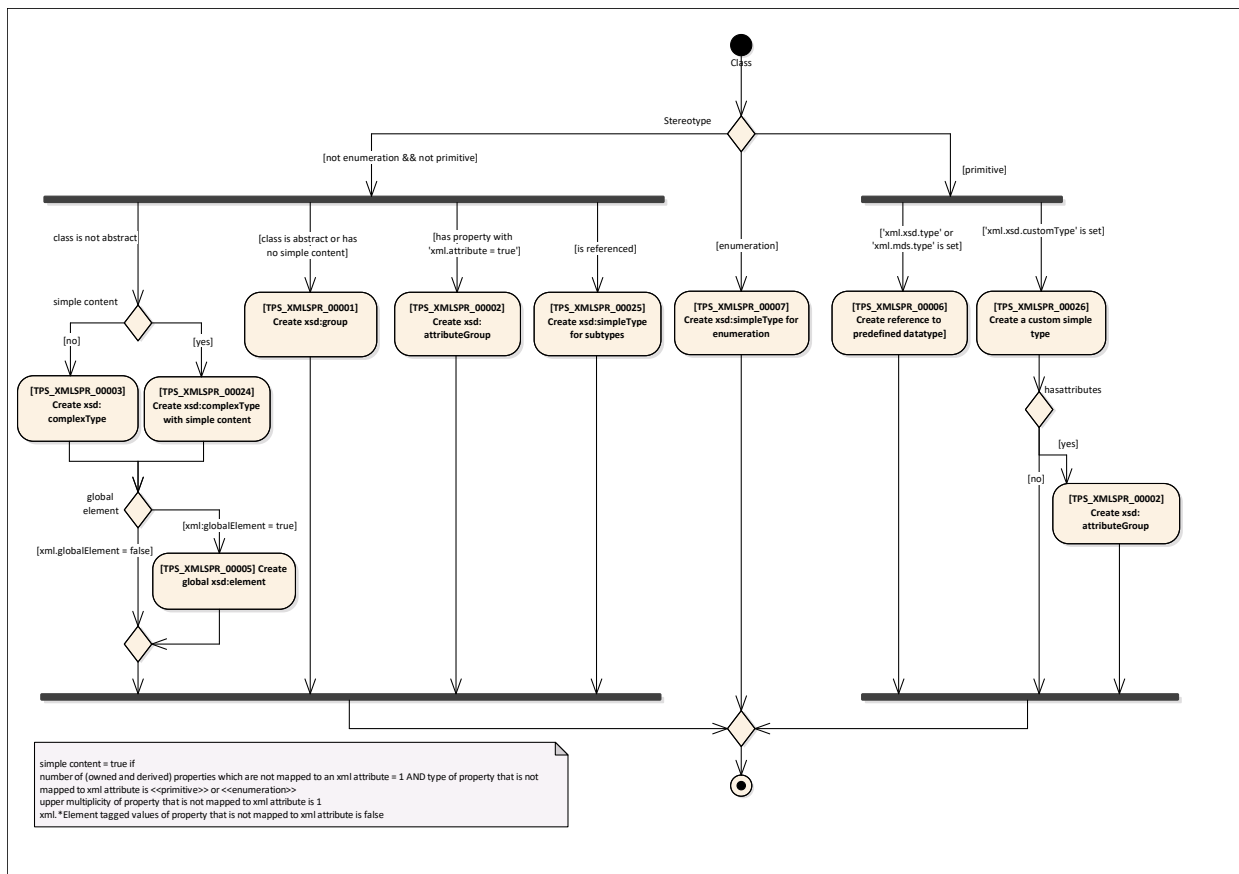 Class
Stereotype
[not enumeration && not primitive]
[primitive]
class is not abstract
[class is abstract or has
no simple content]
[has property with
'xml.attribute = true']
[is referenced]
[enumeration]
['xml.xsd.type' or
'xml.mds.type' is set]
['xml.xsd.customType' is set]
simple content
[no]
[yes]
[TPS_XMLSPR_00001]
Create xsd:group
[TPS_XMLSPR_00002]
Create xsd:
attributeGroup
[TPS_XMLSPR_00025]
Create xsd:simpleType
for subtypes
[TPS_XMLSPR_00007]
Create xsd:simpleType for
enumeration
[TPS_XMLSPR_00006]
Create reference to
predefined datatype]
[TPS_XMLSPR_00026]
Create a custom simple
type
[TPS_XMLSPR_00003]
Create xsd:
complexType
[TPS_XMLSPR_00024]
Create xsd:complexType
with simple content
hasattributes
[yes]
[no]
[TPS_XMLSPR_00002]
Create xsd:
attributeGroup
global
element
[xml:globalElement = true]
[xml.globalElement = false]
[TPS_XMLSPR_00005] Create
global xsd:element
simple content = true if
number of (owned and derived) properties which are not mapped to an xml attribute = 1 AND type of property that is not
mapped to xml attribute is <<primitive>> or <<enumeration>>
upper multiplicity of property that is not mapped to xml attribute is 1
xml.*Element tagged values of property that is not mapped to xml attribute is false